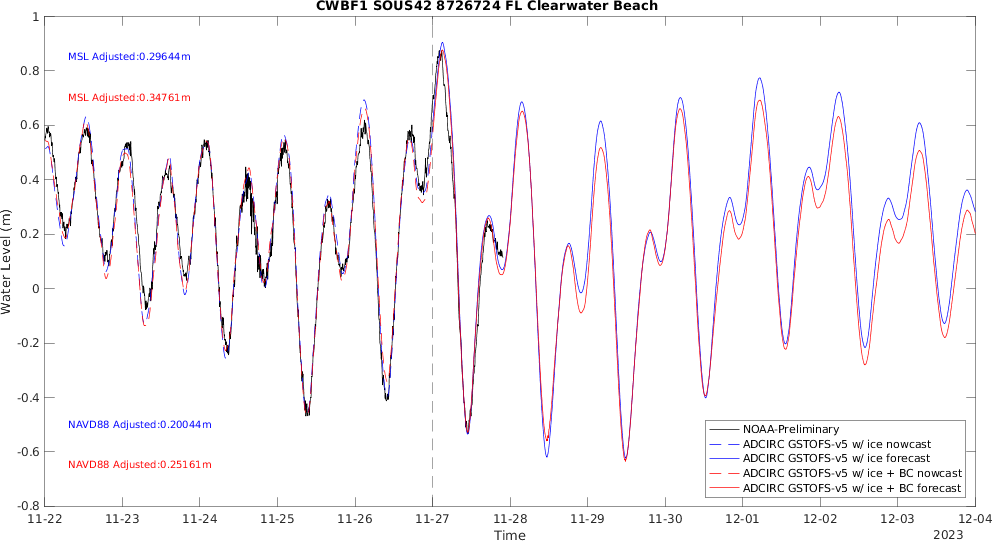 CWBF1 SOUS42 8726724 FL Clearwater Beach
1
0.8
0.6
0.4
0.2
0
-0.2
-0.4
-0.6
-0.8
Water Level (m)
MSL Adjusted:0.29644m
MSL Adjusted:0.34761m
NAVD88 Adjusted:0.20044m
NAVD88 Adjusted:0.25161m
NOAA-Preliminary
ADCIRC GSTOFS-v5 w/ ice nowcast
ADCIRC GSTOFS-v5 w/ ice forecast
ADCIRC GSTOFS-v5 w/ ice + BC nowcast
ADCIRC GSTOFS-v5 w/ ice + BC forecast
11-22 11-23 11-24 11-25 11-26 11-27 11-28 11-29 11-30 12-01 12-02 12-03 12-04
Time
2023